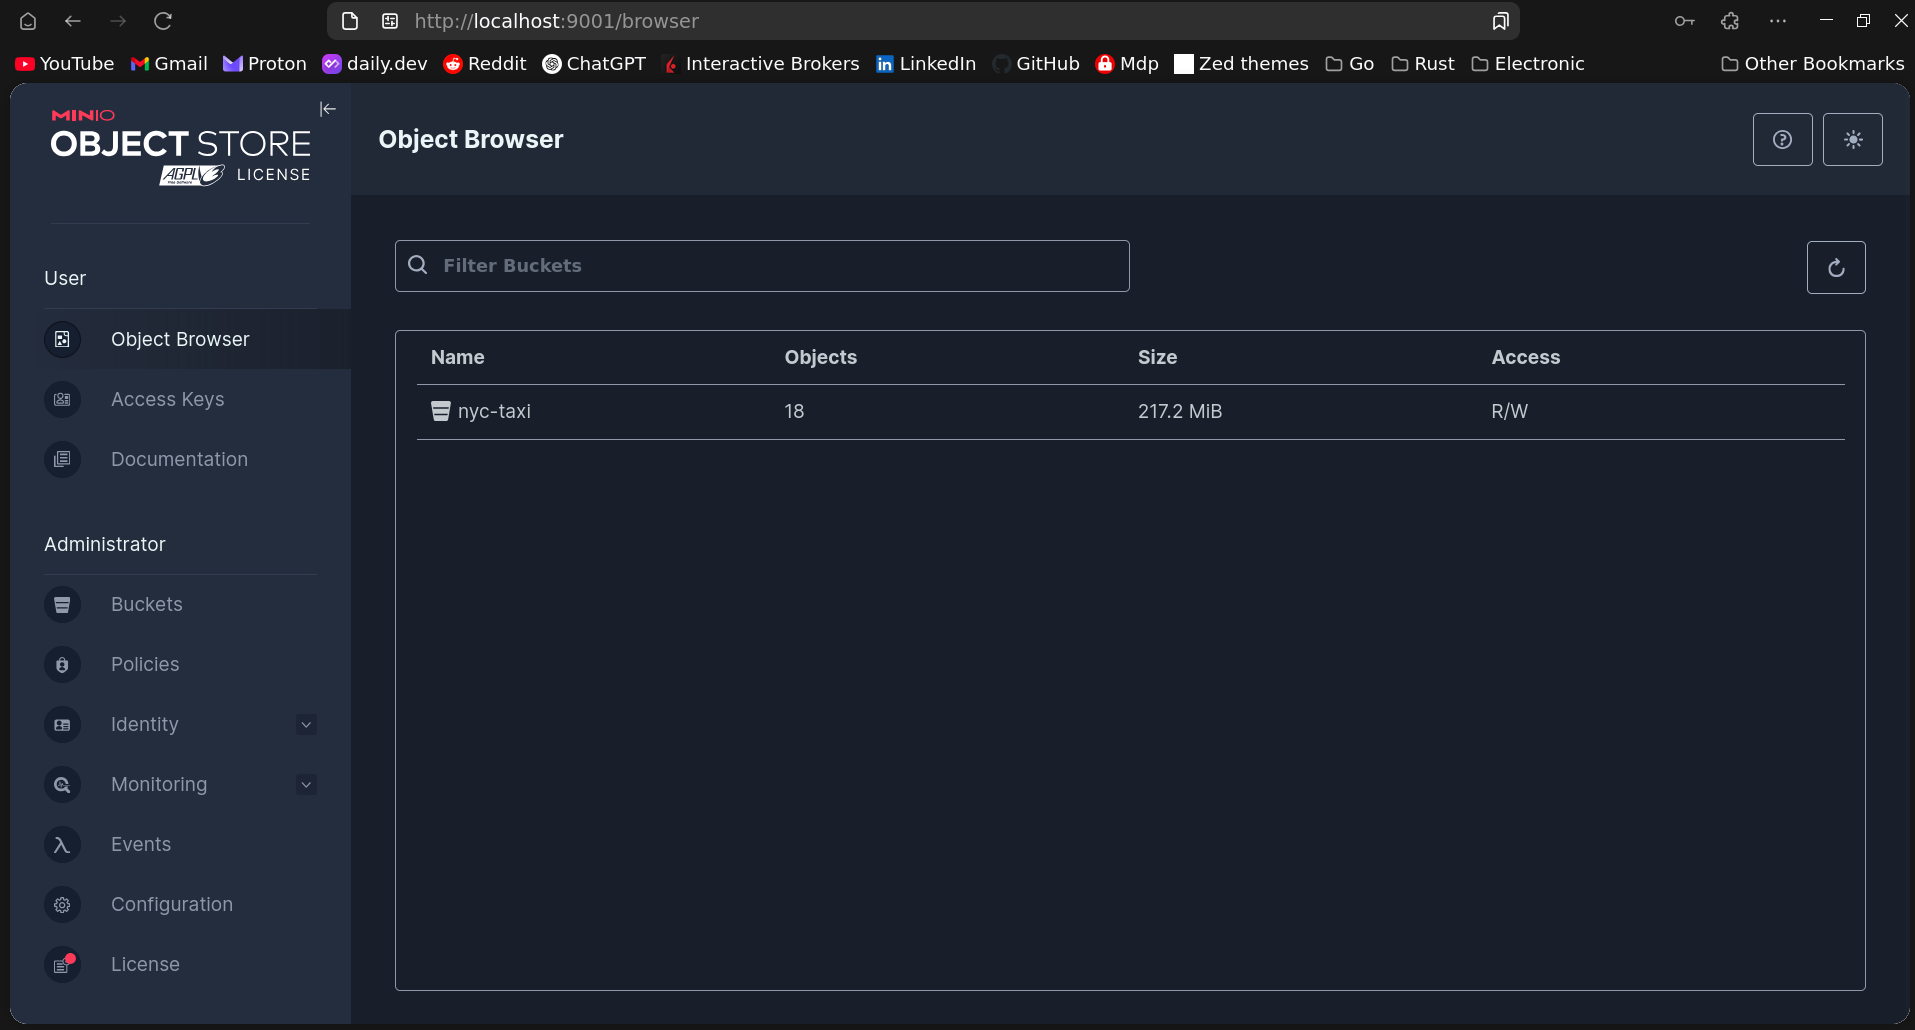 http://localhost:9001/browser
YouTube Gmail Proton daily.dev Reddit ChatGPT Interactive Brokers LinkedIn GitHub Mdp Zed themes Go Rust Electronic Other Bookmarks
MINIO
OBJECT STORE
AGPL v3 LICENSE
Object Browser
User
Object Browser
Access Keys
Documentation
Administrator
Buckets
Policies
Identity
Monitoring
Events
Configuration
License
Filter Buckets
Name Objects Size Access
nyc-taxi 18 217.2 MiB R/W